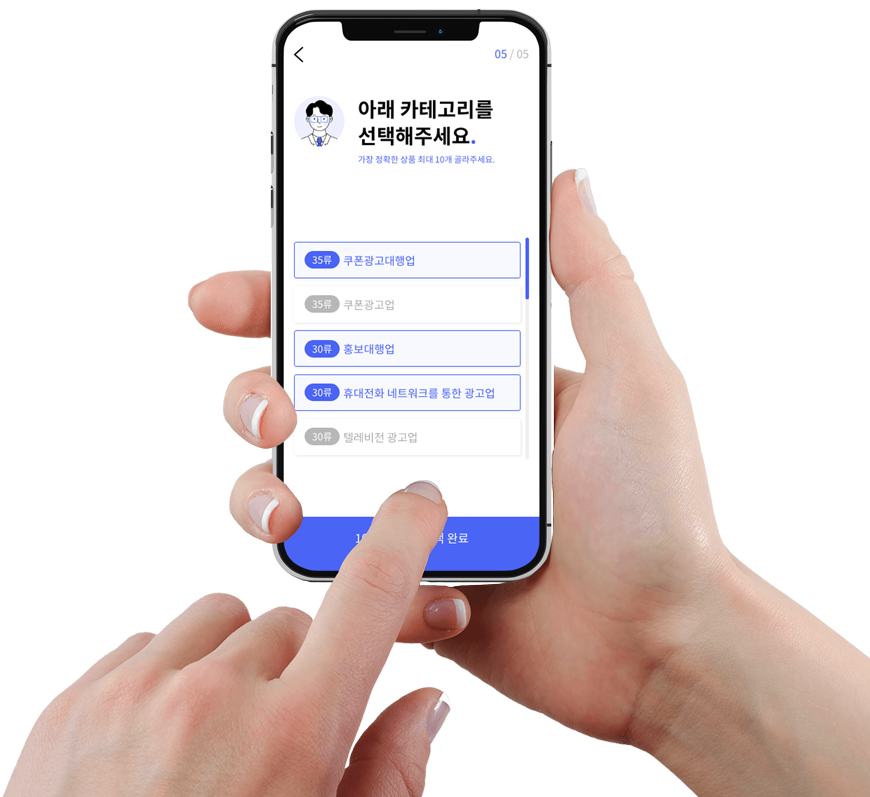 05 / 05
아래 카테고리를
선택해주세요.
가장 정확한 상품 최대 10개 골라주세요.
35류 쿠폰광고대행업
35류 쿠폰광고업
30류 홍보대행업
30류 휴대전화 네트워크를 통한 광고업
30류 텔레비전 광고업
완료